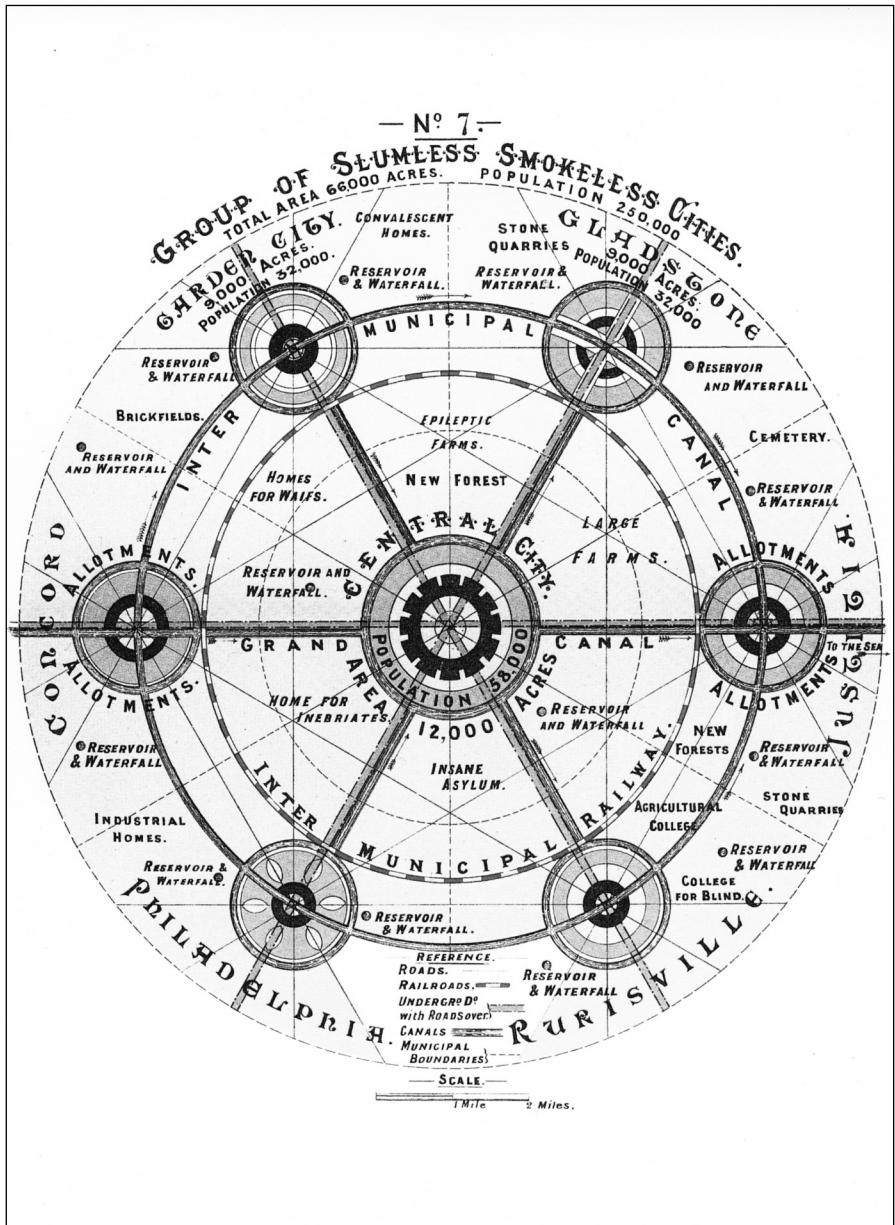 — Nº 7. —
GROUP OF SLUMLESS SMOKELESS CITIES.
TOTAL AREA 66,000 ACRES. POPULATION 250,000
GARDEN CITY.
9,000 ACRES.
POPULATION 32,000.
CONVALESCENT
HOMES.
STONE
QUARRIES
GLADSTONE
9,000 ACRES.
POPULATION
32,000
RESERVOIR
& WATERFALL.
RESERVOIR &
WATERFALL.
INTER MUNICIPAL CANAL
RESERVOIR
& WATERFALL
RESERVOIR
AND WATERFALL
BRICKFIELDS.
EPILEPTIC
FARMS.
CEMETERY.
RESERVOIR
AND WATERFALL
HOMES
FOR WAIFS.
NEW FOREST
RESERVOIR
& WATERFALL
LARGE
FARMS.
CENTRAL CITY.
CONCORD
ALLOTMENTS.
ALLOTMENTS.
RESERVOIR AND
WATERFALL.
ALLOTMENTS
ALLOTMENTS
JUSTITIA.
GRAND CANAL
TO THE SEA
AREA 12,000 ACRES
POPULATION 58,000
HOME FOR
INEBRIATES.
RESERVOIR
AND WATERFALL
RESERVOIR
& WATERFALL
NEW
FORESTS
RESERVOIR
& WATERFALL
INSANE
ASYLUM.
STONE
QUARRIES
INTER MUNICIPAL RAILWAY.
AGRICULTURAL
COLLEGE
INDUSTRIAL
HOMES.
RESERVOIR
& WATERFALL
RESERVOIR &
WATERFALL.
COLLEGE
FOR BLIND.
RESERVOIR
& WATERFALL.
PHILADELPHIA.
RURISVILLE.
RESERVOIR
& WATERFALL
REFERENCE.
ROADS.
RAILROADS.
UNDERGRD Dº
with ROADS over.
CANALS
MUNICIPAL
BOUNDARIES
— SCALE. —
1 Mile 2 Miles.